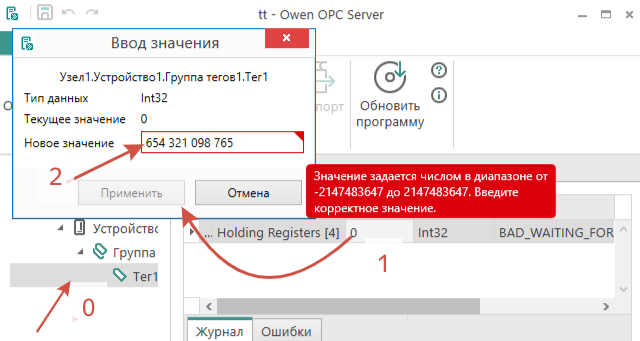 tt - Owen OPC Server
Ввод значения
Узел1.Устройство1.Группа тегов1.Тег1
Тип данных Int32
Текущее значение 0
Новое значение 654 321 098 765
2
Применить Отмена
порт
Обновить
программу
Значение задается числом в диапазоне от
-2147483647 до 2147483647. Введите
корректное значение.
Устройство
Группа
Тег1
0
... Holding Registers [4] 0 Int32 BAD_WAITING_FOR
1
Журнал Ошибки